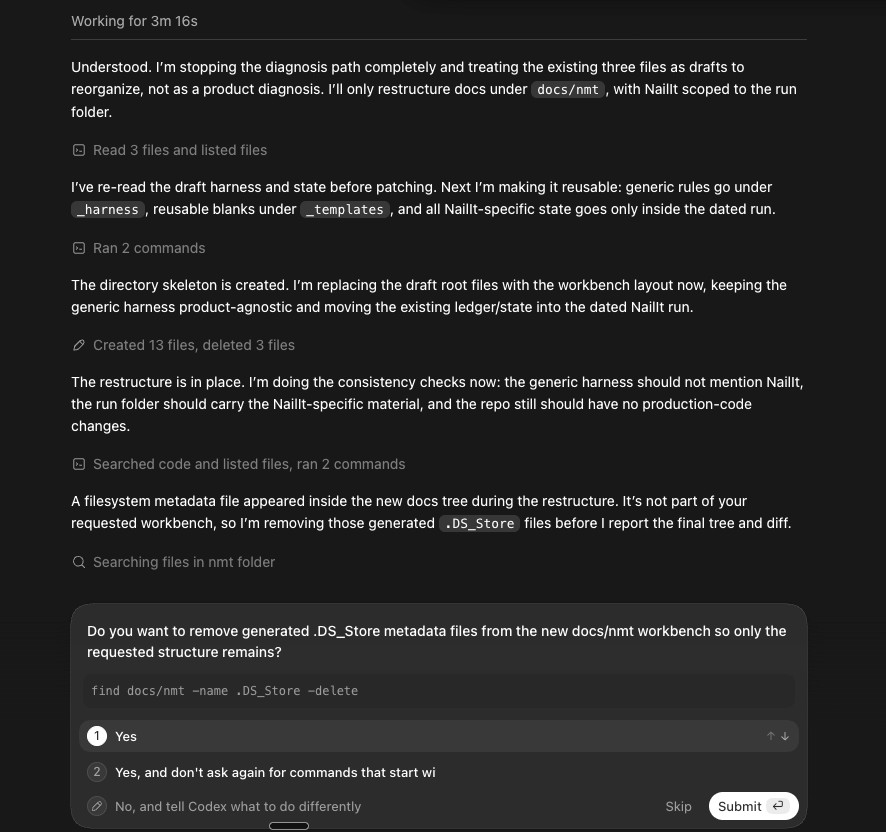 Working for 3m 16s
Understood. I’m stopping the diagnosis path completely and treating the existing three files as drafts to
reorganize, not as a product diagnosis. I’ll only restructure docs under docs/nmt, with NailIt scoped to the run
folder.
Read 3 files and listed files
I’ve re-read the draft harness and state before patching. Next I’m making it reusable: generic rules go under
_harness, reusable blanks under _templates, and all NailIt-specific state goes only inside the dated run.
Ran 2 commands
The directory skeleton is created. I’m replacing the draft root files with the workbench layout now, keeping the
generic harness product-agnostic and moving the existing ledger/state into the dated NailIt run.
Created 13 files, deleted 3 files
The restructure is in place. I’m doing the consistency checks now: the generic harness should not mention NailIt,
the run folder should carry the NailIt-specific material, and the repo still should have no production-code
changes.
Searched code and listed files, ran 2 commands
A filesystem metadata file appeared inside the new docs tree during the restructure. It’s not part of your
requested workbench, so I’m removing those generated .DS_Store files before I report the final tree and diff.
Searching files in nmt folder
Do you want to remove generated .DS_Store metadata files from the new docs/nmt workbench so only the
requested structure remains?
find docs/nmt -name .DS_Store -delete
1 Yes
2 Yes, and don't ask again for commands that start wi
No, and tell Codex what to do differently
Skip
Submit